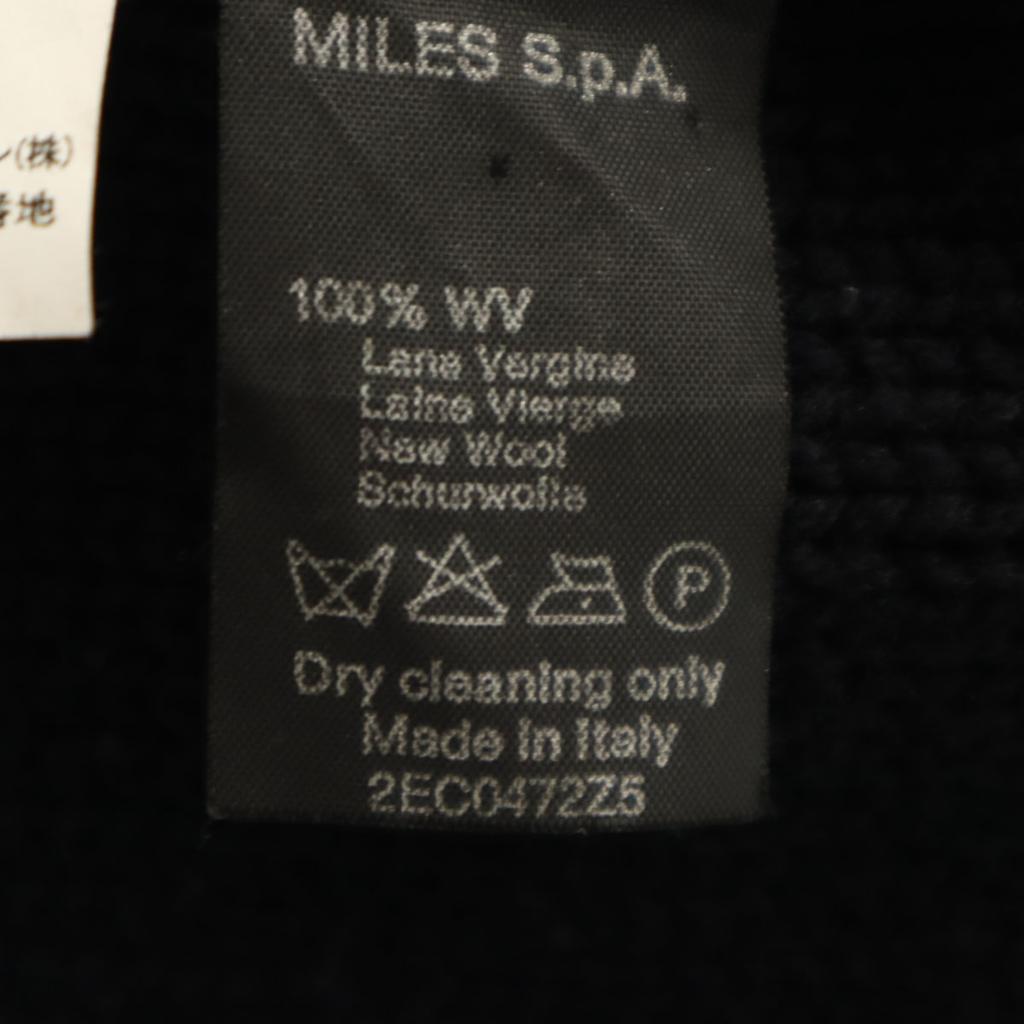 MILES S.p.A.
100% WV
Lana Vergine
Laine Vierge
New Wool
Schurwolle
P
Dry cleaning only
Made in Italy
2EC0472Z5
ン(株)
番地